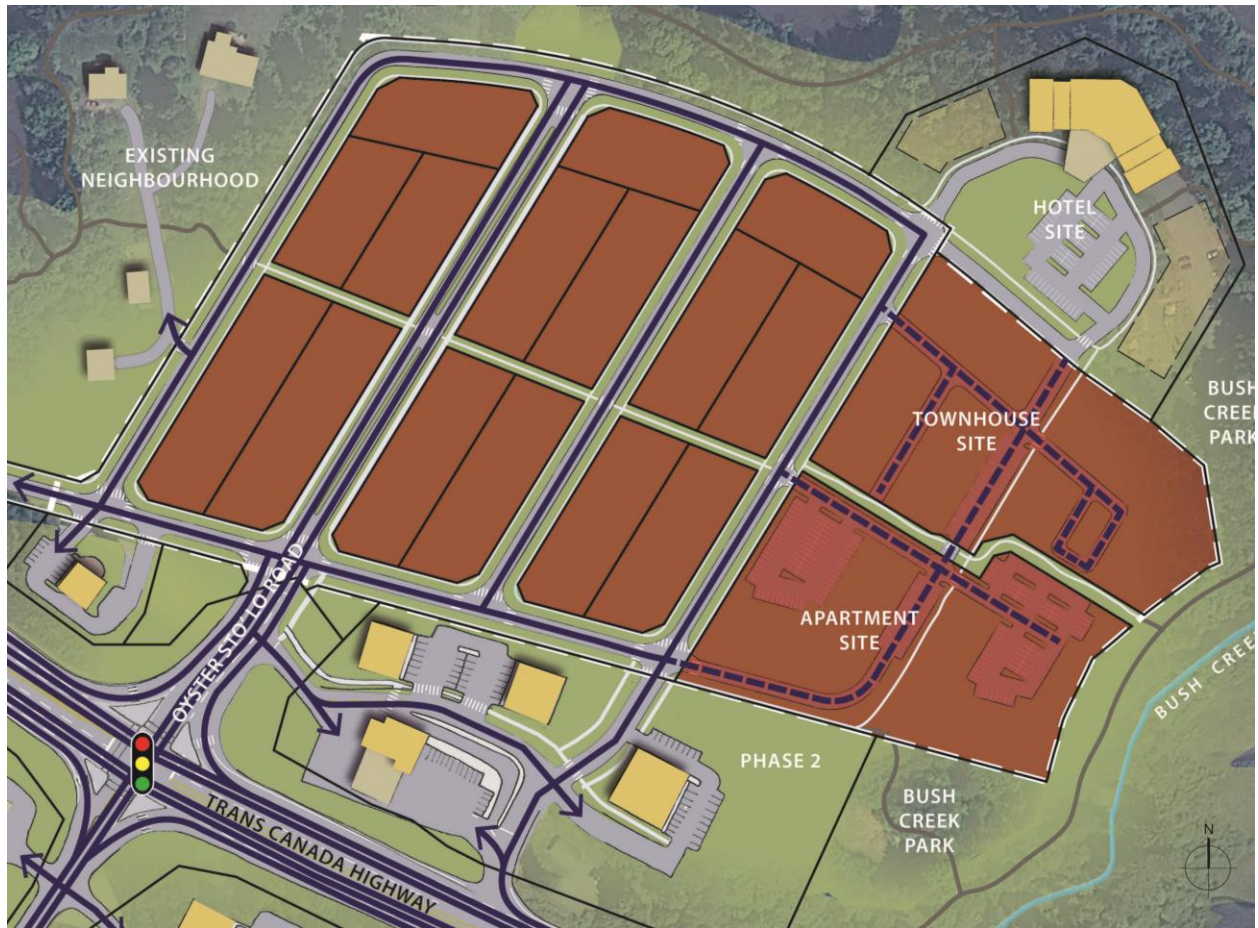 EXISTING
NEIGHBOURHOOD
HOTEL
SITE
BUSH
CREEK
PARK
TOWNHOUSE
SITE
APARTMENT
SITE
OYSTER STO'LO ROAD
BUSH CREEK
PHASE 2
BUSH
CREEK
PARK
TRANS CANADA HIGHWAY
N